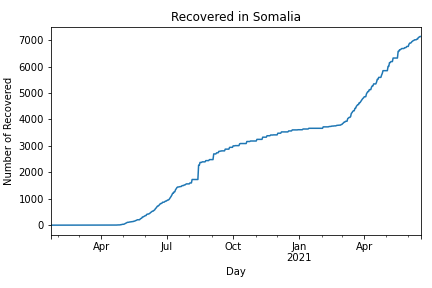 Recovered in Somalia
Number of Recovered
7000
6000
5000
4000
3000
2000
1000
0
Apr
Jul
Oct
Jan
2021
Apr
Day